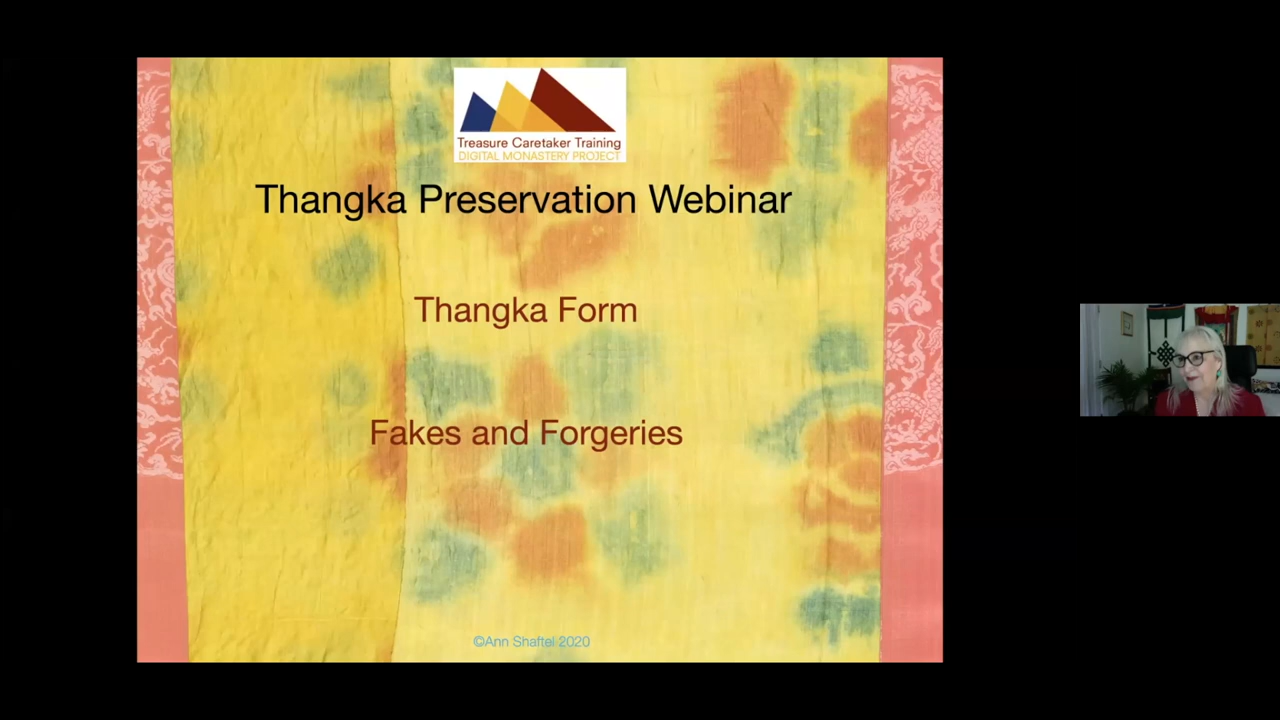 Treasure Caretaker Training
DIGITAL MONASTERY PROJECT
Thangka Preservation Webinar
Thangka Form
Fakes and Forgeries
©Ann Shaftel 2020